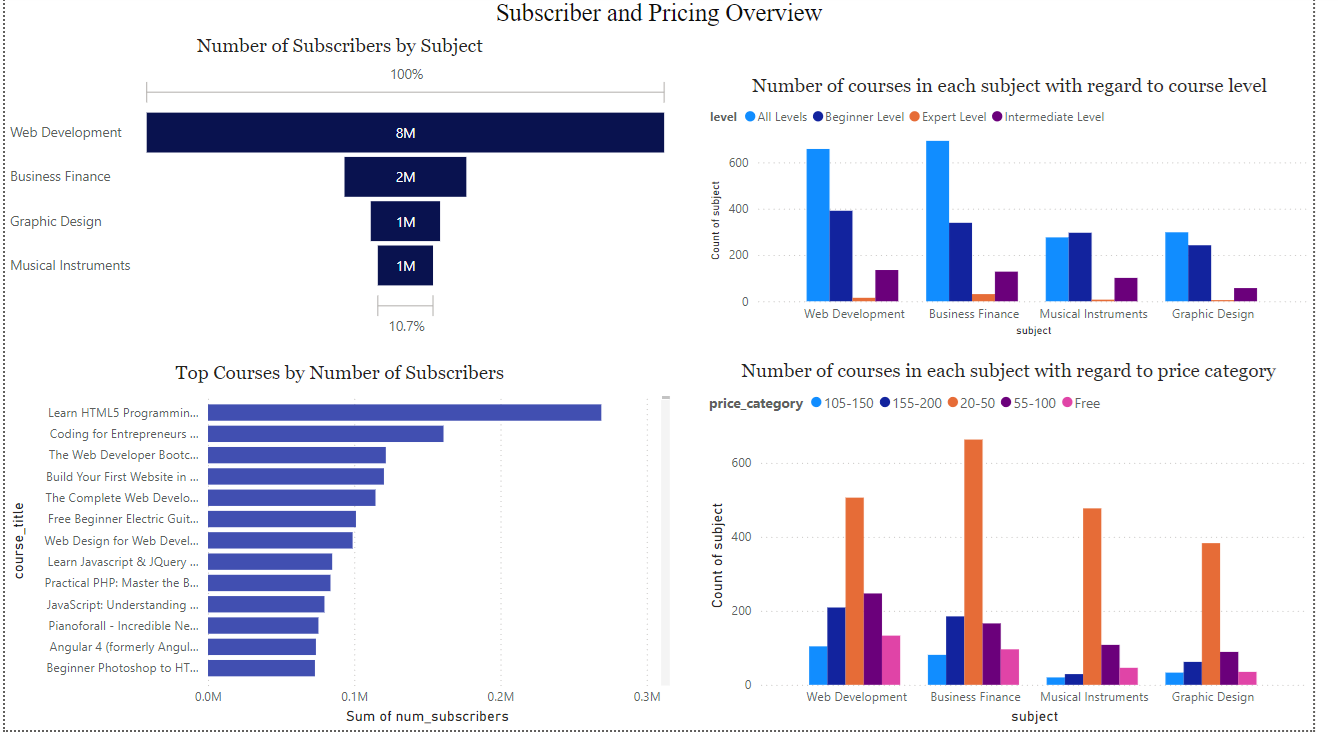 Subscriber and Pricing Overview
Number of Subscribers by Subject
100%
Web Development 8M
Business Finance 2M
Graphic Design 1M
Musical Instruments 1M
10.7%
Number of courses in each subject with regard to course level
level All Levels Beginner Level Expert Level Intermediate Level
Count of subject
600
400
200
0
Web Development Business Finance Musical Instruments Graphic Design
subject
Top Courses by Number of Subscribers
course_title
Learn HTML5 Programmin...
Coding for Entrepreneurs ...
The Web Developer Bootc...
Build Your First Website in ...
The Complete Web Develo...
Free Beginner Electric Guit...
Web Design for Web Devel...
Learn Javascript & JQuery ...
Practical PHP: Master the B...
JavaScript: Understanding ...
Pianoforall - Incredible Ne...
Angular 4 (formerly Angul...
Beginner Photoshop to HT...
0.0M 0.1M 0.2M 0.3M
Sum of num_subscribers
Number of courses in each subject with regard to price category
price_category 105-150 155-200 20-50 55-100 Free
Count of subject
600
400
200
0
Web Development Business Finance Musical Instruments Graphic Design
subject